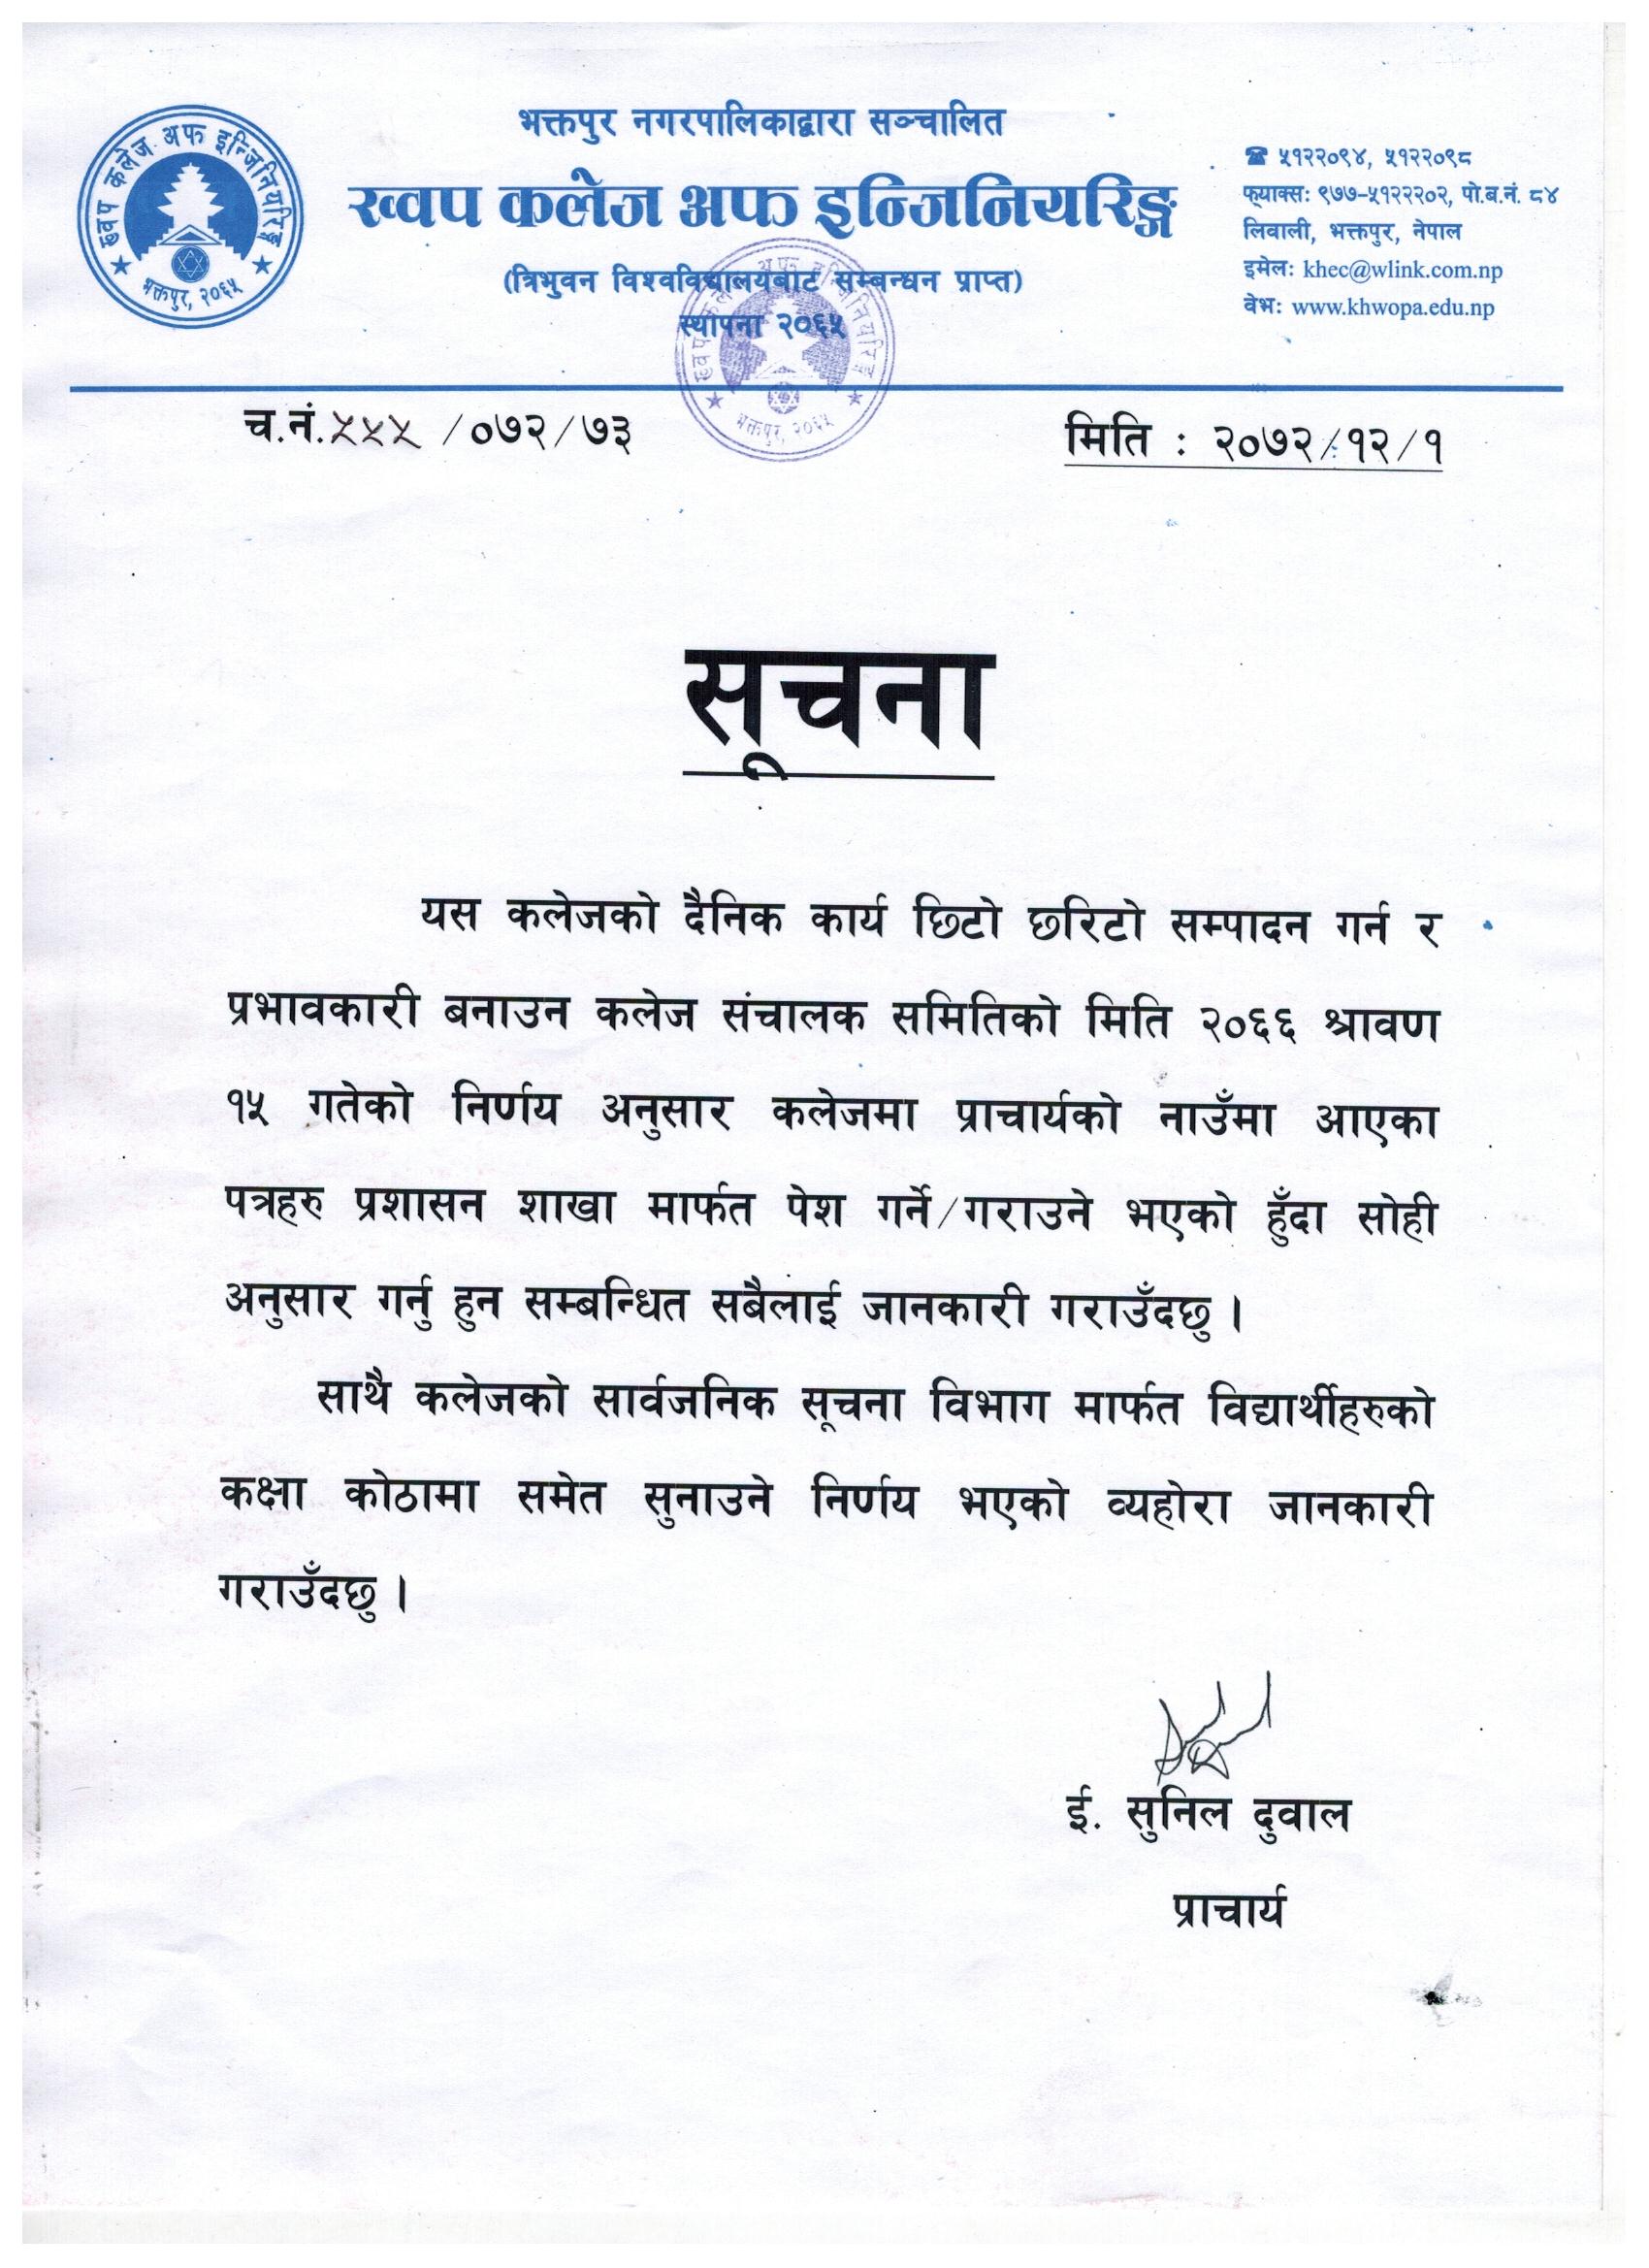 ख्वप कलेज अफ इन्जिनियरिङ्ग
भक्तपुर, २०६५
भक्तपुर नगरपालिकाद्वारा सञ्चालित
ख्वप कलेज अफ इन्जिनियरिङ्ग
(त्रिभुवन विश्वविद्यालयबाट सम्बन्धन प्राप्त)
स्थापना २०६५
☎ ५१२२०९४, ५१२२०९८
फ्याक्स: ९७७-५१२२२०२, पो.ब.नं. ८४
लिवाली, भक्तपुर, नेपाल
इमेल: khec@wlink.com.np
वेभ: www.khwopa.edu.np
ख्वप कलेज अफ इन्जिनियरिङ्ग
भक्तपुर, २०६५
च.नं. ५४५ /०७२/७३
मिति : २०७२/१२/१
सूचना
यस कलेजको दैनिक कार्य छिटो छरिटो सम्पादन गर्न र
प्रभावकारी बनाउन कलेज संचालक समितिको मिति २०६६ श्रावण
१५ गतेको निर्णय अनुसार कलेजमा प्राचार्यको नाउँमा आएका
पत्रहरु प्रशासन शाखा मार्फत पेश गर्ने/गराउने भएको हुँदा सोही
अनुसार गर्नु हुन सम्बन्धित सबैलाई जानकारी गराउँदछु ।
साथै कलेजको सार्वजनिक सूचना विभाग मार्फत विद्यार्थीहरुको
कक्षा कोठामा समेत सुनाउने निर्णय भएको व्यहोरा जानकारी
गराउँदछु ।
ई. सुनिल दुवाल
प्राचार्य